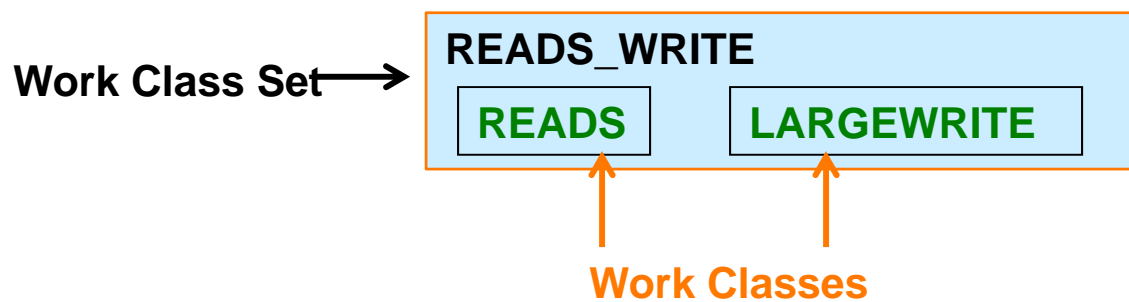 READS_WRITE
Work Class Set
READS
LARGEWRITE
Work Classes